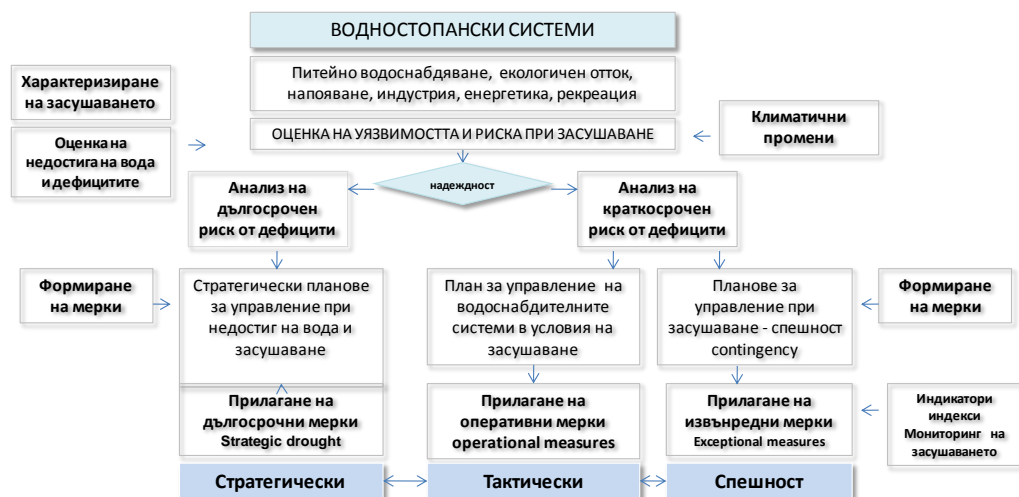 ВОДНОСТОПАНСКИ СИСТЕМИ
Питейно водоснабдяване, екологичен отток,
напояване, индустрия, енергетика, рекреация
Характеризиране
на засушаването
ОЦЕНКА НА УЯЗВИМОСТТА И РИСКА ПРИ ЗАСУШАВАНЕ
Климатични
промени
Оценка на
недостига на вода
и дефицитите
надеждност
Анализ на
дългосрочен
риск от дефицити
Анализ на
краткосрочен
риск от дефицити
Формиране
на мерки
Стратегически планове
за управление при
недостиг на вода и
засушаване
План за управление на
водоснабдителните
системи в условия на
засушаване
Планове за
управление при
засушаване - спешност
contingency
Формиране
на мерки
Прилагане на
дългосрочни мерки
Strategic drought
Прилагане на
оперативни мерки
operational measures
Прилагане на
извънредни мерки
Exceptional measures
Индикатори
индекси
Мониторинг на
засушаването
Стратегически
Тактически
Спешност